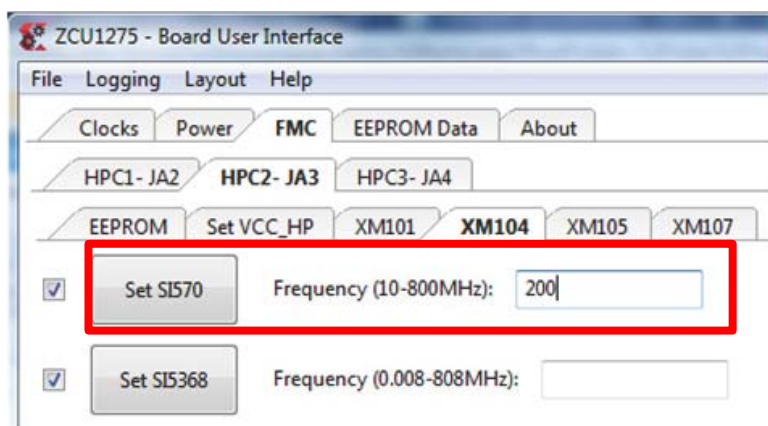 ZCU1275 - Board User Interface
File Logging Layout Help
Clocks Power FMC EEPROM Data About
HPC1- JA2 HPC2- JA3 HPC3- JA4
EEPROM Set VCC_HP XM101 XM104 XM105 XM107
Set SI570 Frequency (10-800MHz): 200
Set SI5368 Frequency (0.008-808MHz):